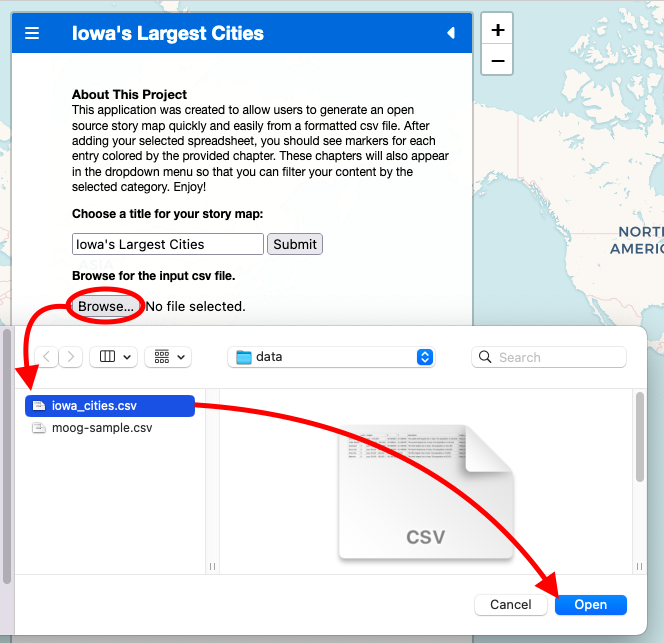 Iowa's Largest Cities
+
−
About This Project
This application was created to allow users to generate an open
source story map quickly and easily from a formatted csv file. After
adding your selected spreadsheet, you should see markers for each
entry colored by the provided chapter. These chapters will also appear
in the dropdown menu so that you can filter your content by the
selected category. Enjoy!
Choose a title for your story map:
Iowa's Largest Cities Submit
NORTH
AMERIC
Browse for the input csv file.
Browse... No file selected.
data
Search
iowa_cities.csv
moog-sample.csv
CSV
Cancel Open